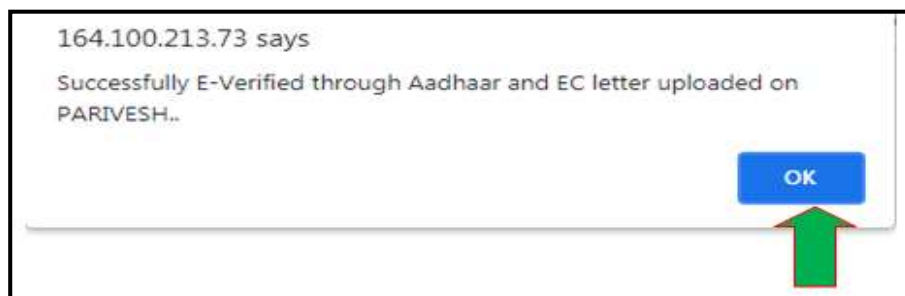 164.100.213.73 says
Successfully E-Verified through Aadhaar and EC letter uploaded on
PARIVESH..
OK